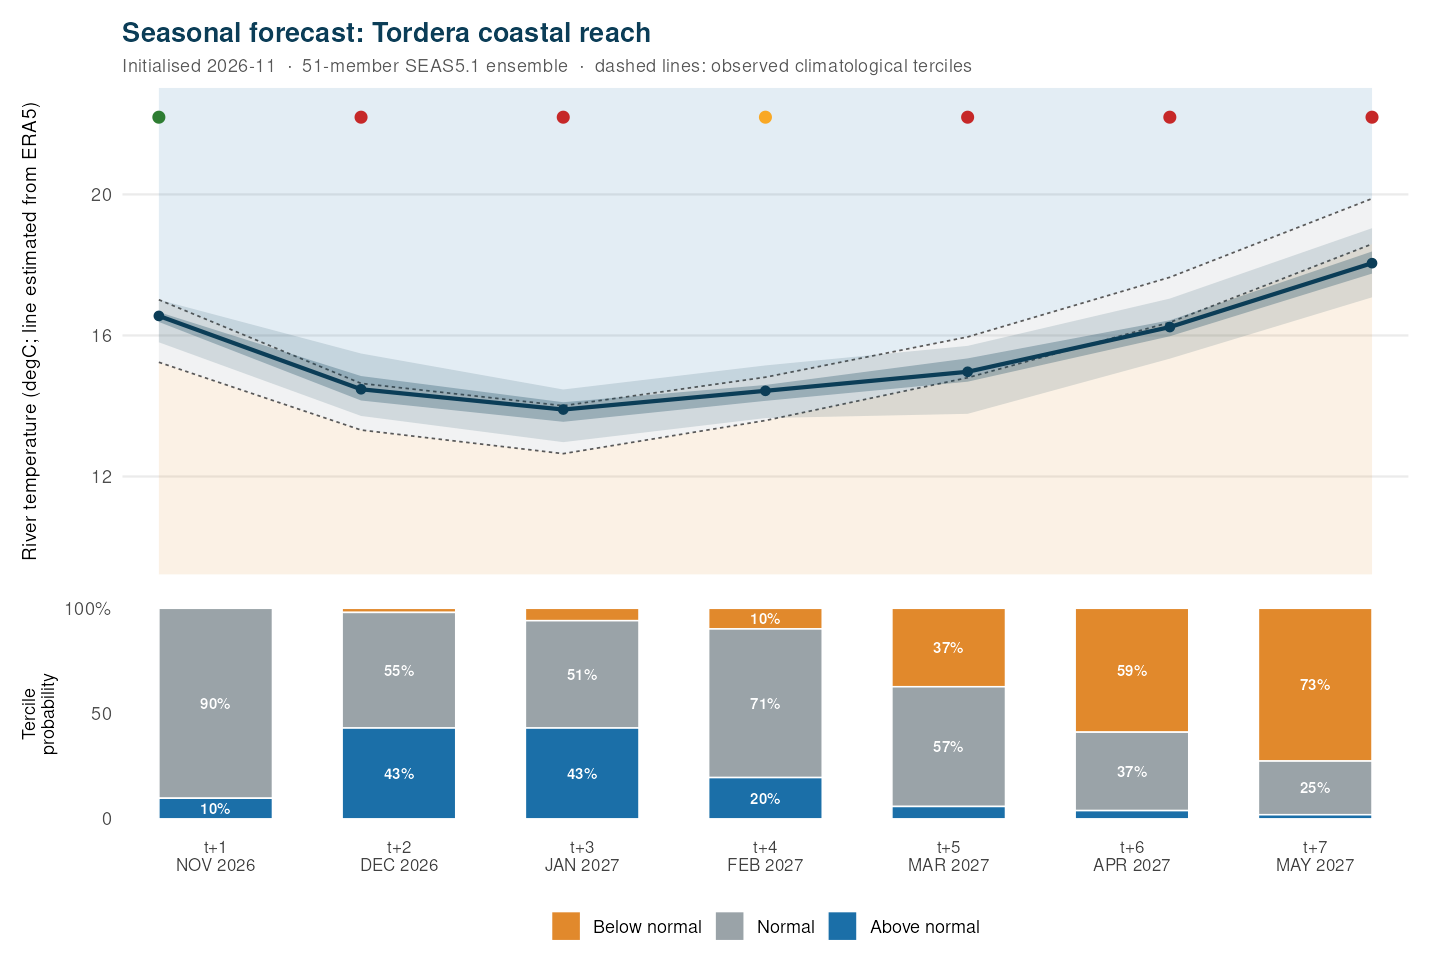 Seasonal forecast: Tordera coastal reach
Initialised 2026-11 · 51-member SEAS5.1 ensemble · dashed lines: observed climatological terciles
River temperature (degC; line estimated from ERA5)
20
16
12
Tercile
probability
100%
50
0
90%
10%
55%
43%
51%
43%
10%
71%
20%
37%
57%
59%
37%
73%
25%
t+1
NOV 2026
t+2
DEC 2026
t+3
JAN 2027
t+4
FEB 2027
t+5
MAR 2027
t+6
APR 2027
t+7
MAY 2027
Below normal
Normal
Above normal